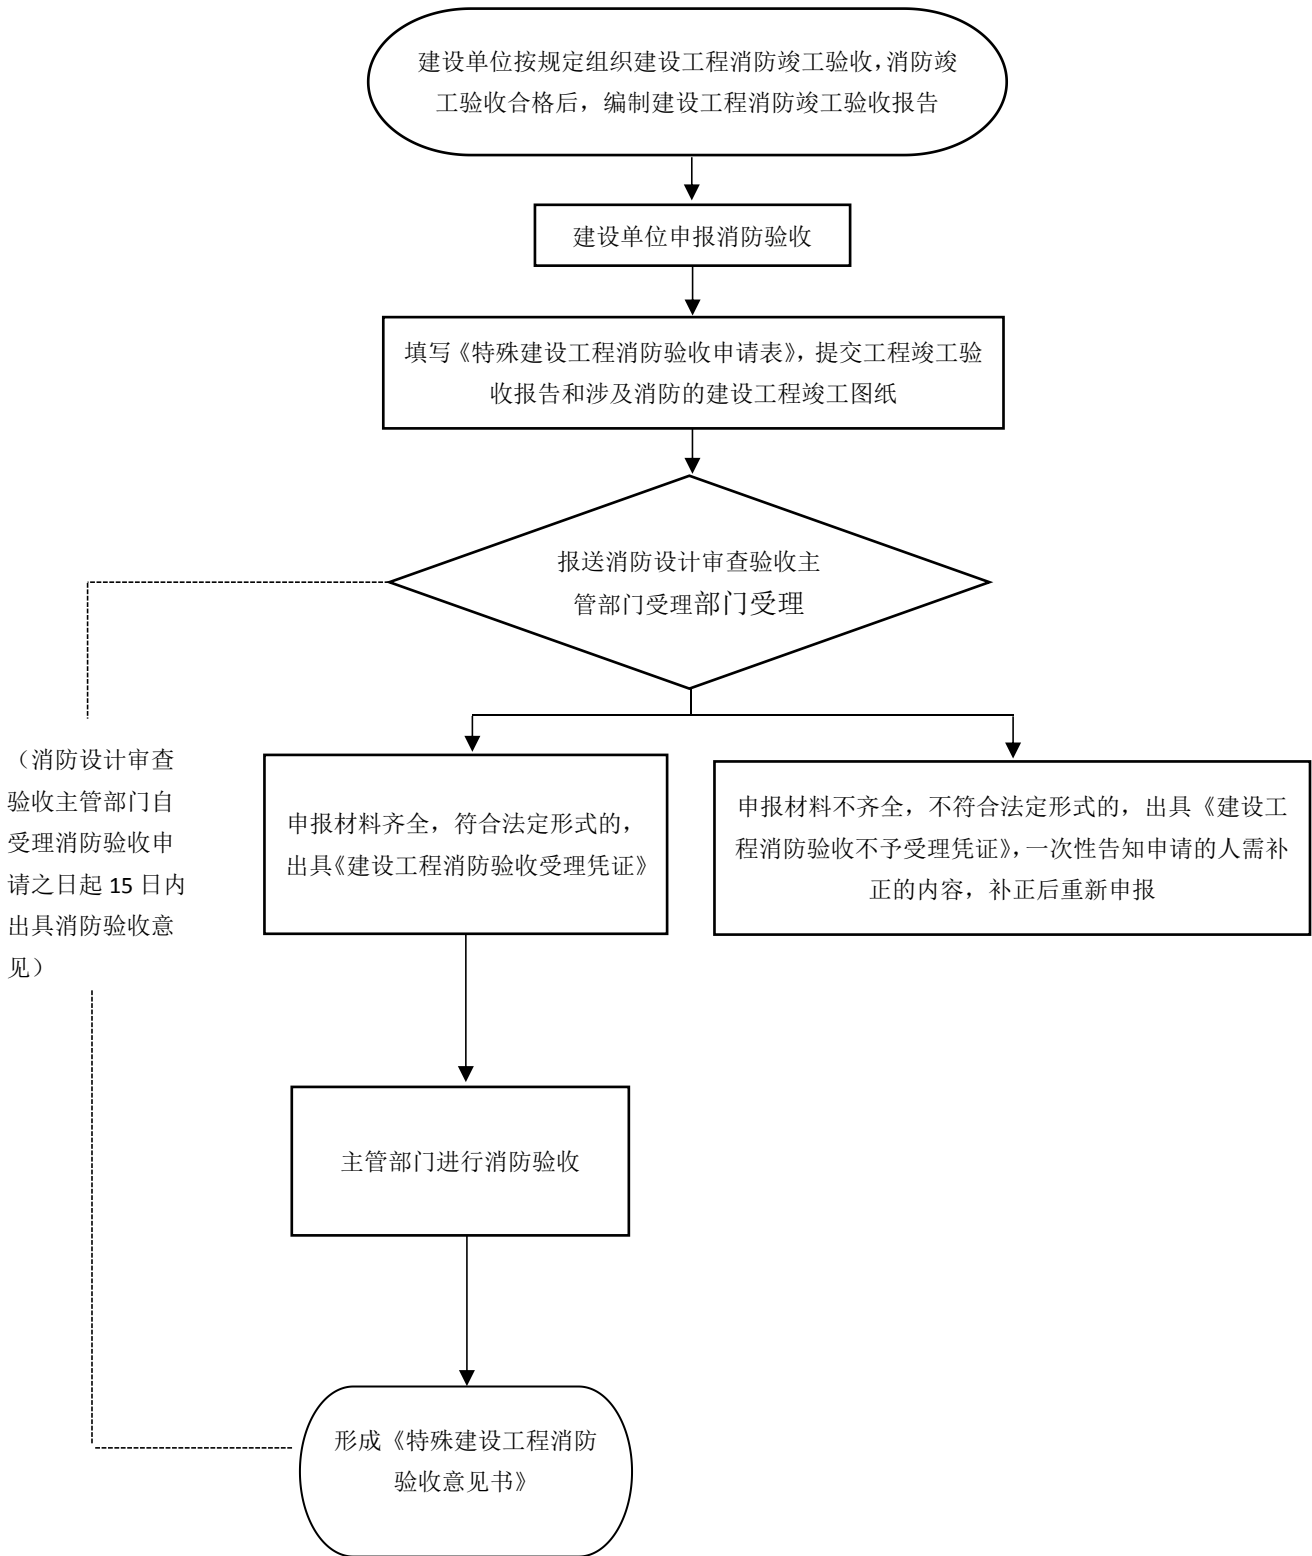 建设单位按规定组织建设工程消防竣工验收，消防竣
工验收合格后，编制建设工程消防竣工验收报告
建设单位申报消防验收
填写《特殊建设工程消防验收申请表》，提交工程竣工验
收报告和涉及消防的建设工程竣工图纸
报送消防设计审查验收主
管部门受理部门受理
（消防设计审查
验收主管部门自
受理消防验收申
请之日起 15 日内
出具消防验收意
见）
申报材料齐全，符合法定形式的，
出具《建设工程消防验收受理凭证》
申报材料不齐全，不符合法定形式的，出具《建设工
程消防验收不予受理凭证》，一次性告知申请的人需补
正的内容，补正后重新申报
主管部门进行消防验收
形成《特殊建设工程消防
验收意见书》